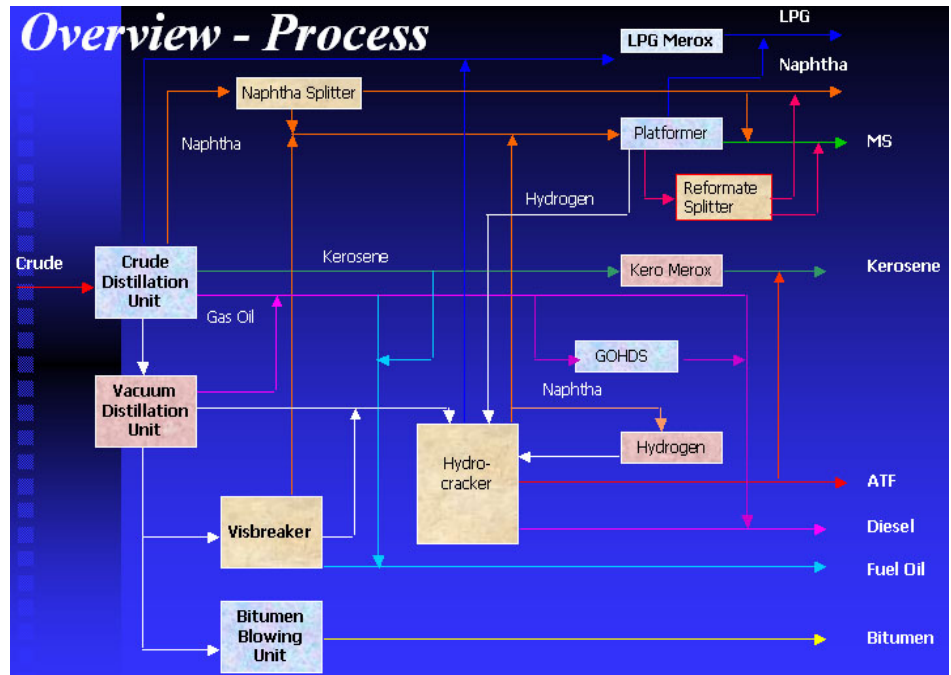 Overview - Process
LPG
LPG Merox
Naphtha
Naphtha Splitter
Naphtha
Platformer
MS
Reformate
Splitter
Hydrogen
Crude
Crude
Distillation
Unit
Kerosene
Kero Merox
Kerosene
Gas Oil
GOHDS
Vacuum
Distillation
Unit
Naphtha
Hydro-
cracker
Hydrogen
ATF
Visbreaker
Diesel
Fuel Oil
Bitumen
Blowing
Unit
Bitumen